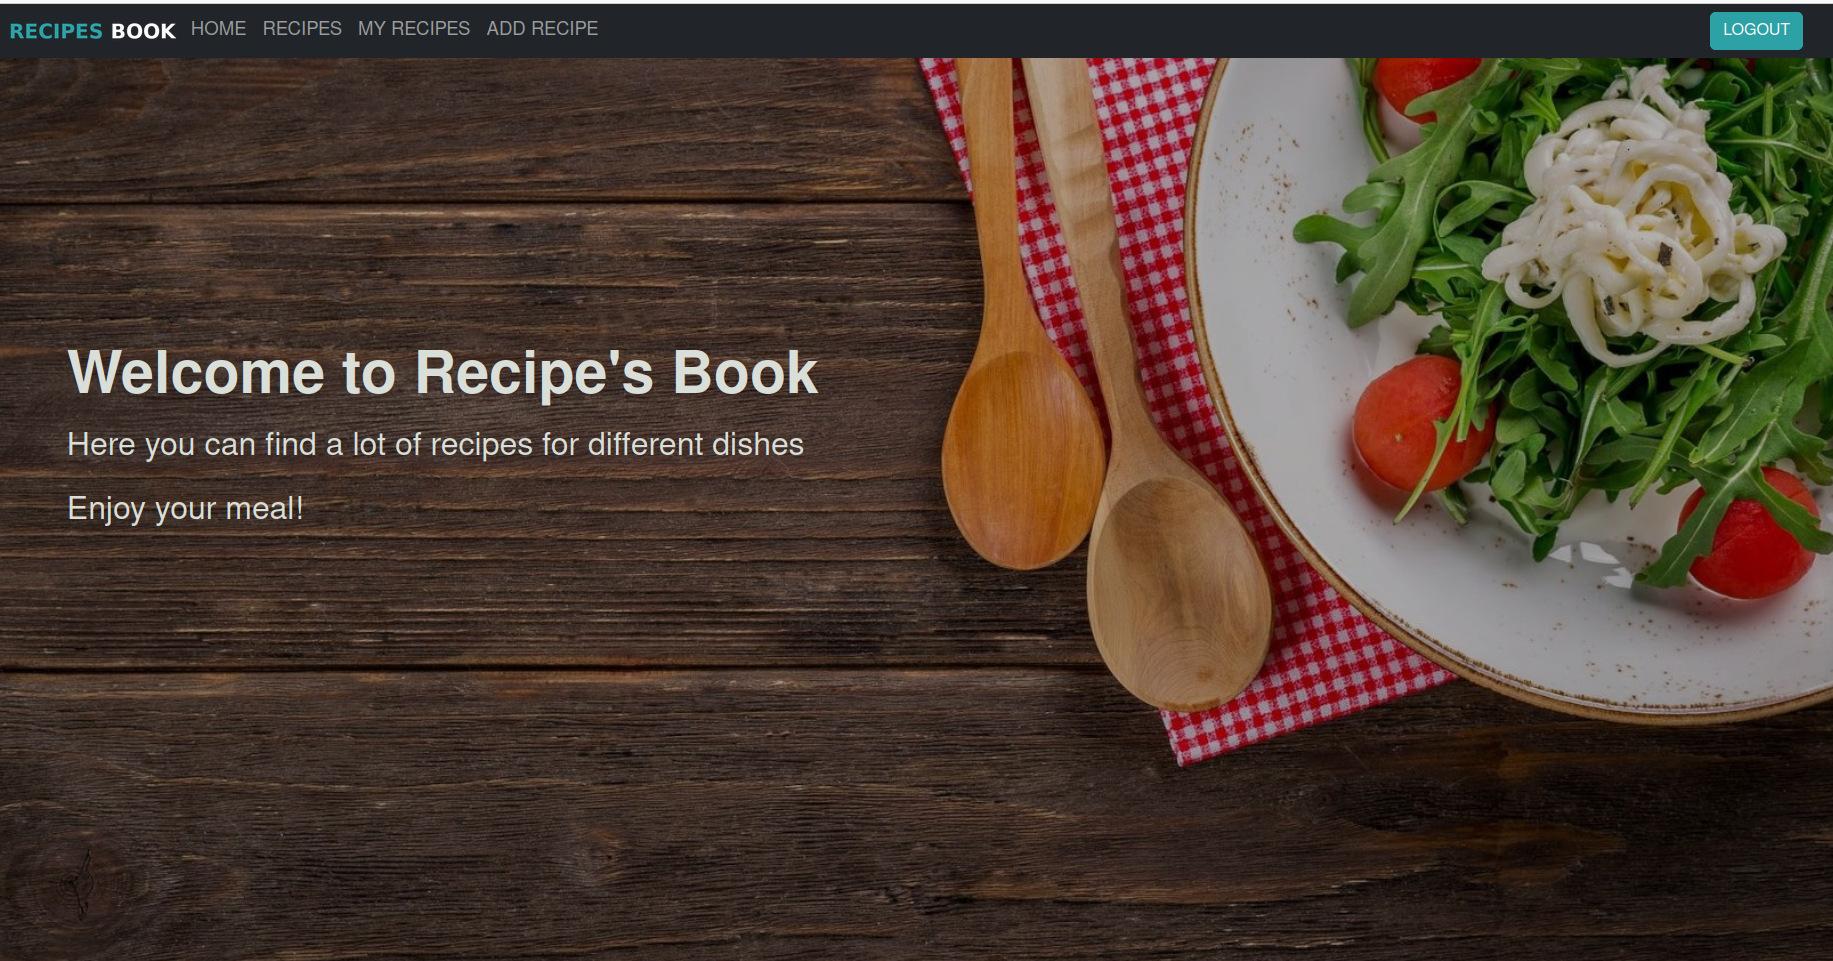 RECIPES BOOK HOME RECIPES MY RECIPES ADD RECIPE LOGOUT
Welcome to Recipe's Book
Here you can find a lot of recipes for different dishes
Enjoy your meal!